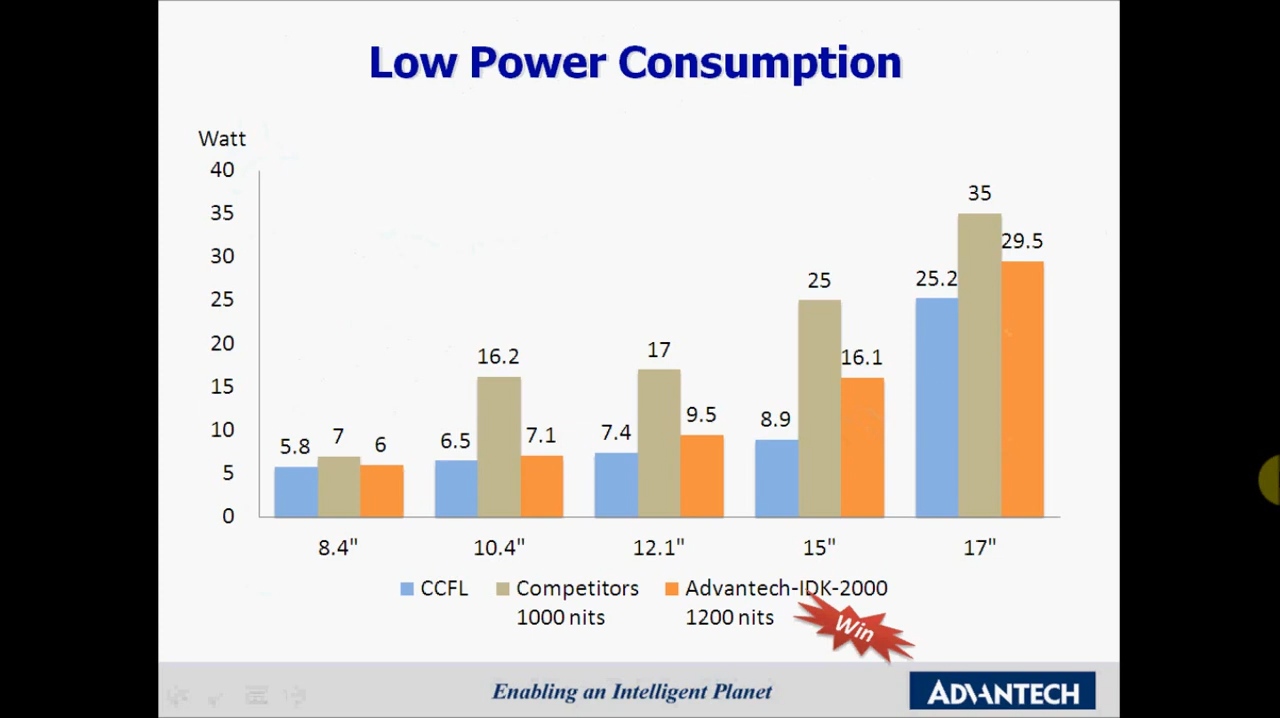 Low Power Consumption
Watt
40
35
30
25
20
15
10
5
0
5.8
7
6
6.5
16.2
7.1
7.4
17
9.5
8.9
25
16.1
25.2
35
29.5
8.4"
10.4"
12.1"
15"
17"
CCFL
Competitors
1000 nits
Advantech-IDK-2000
1200 nits
Win
Enabling an Intelligent Planet
ADVANTECH